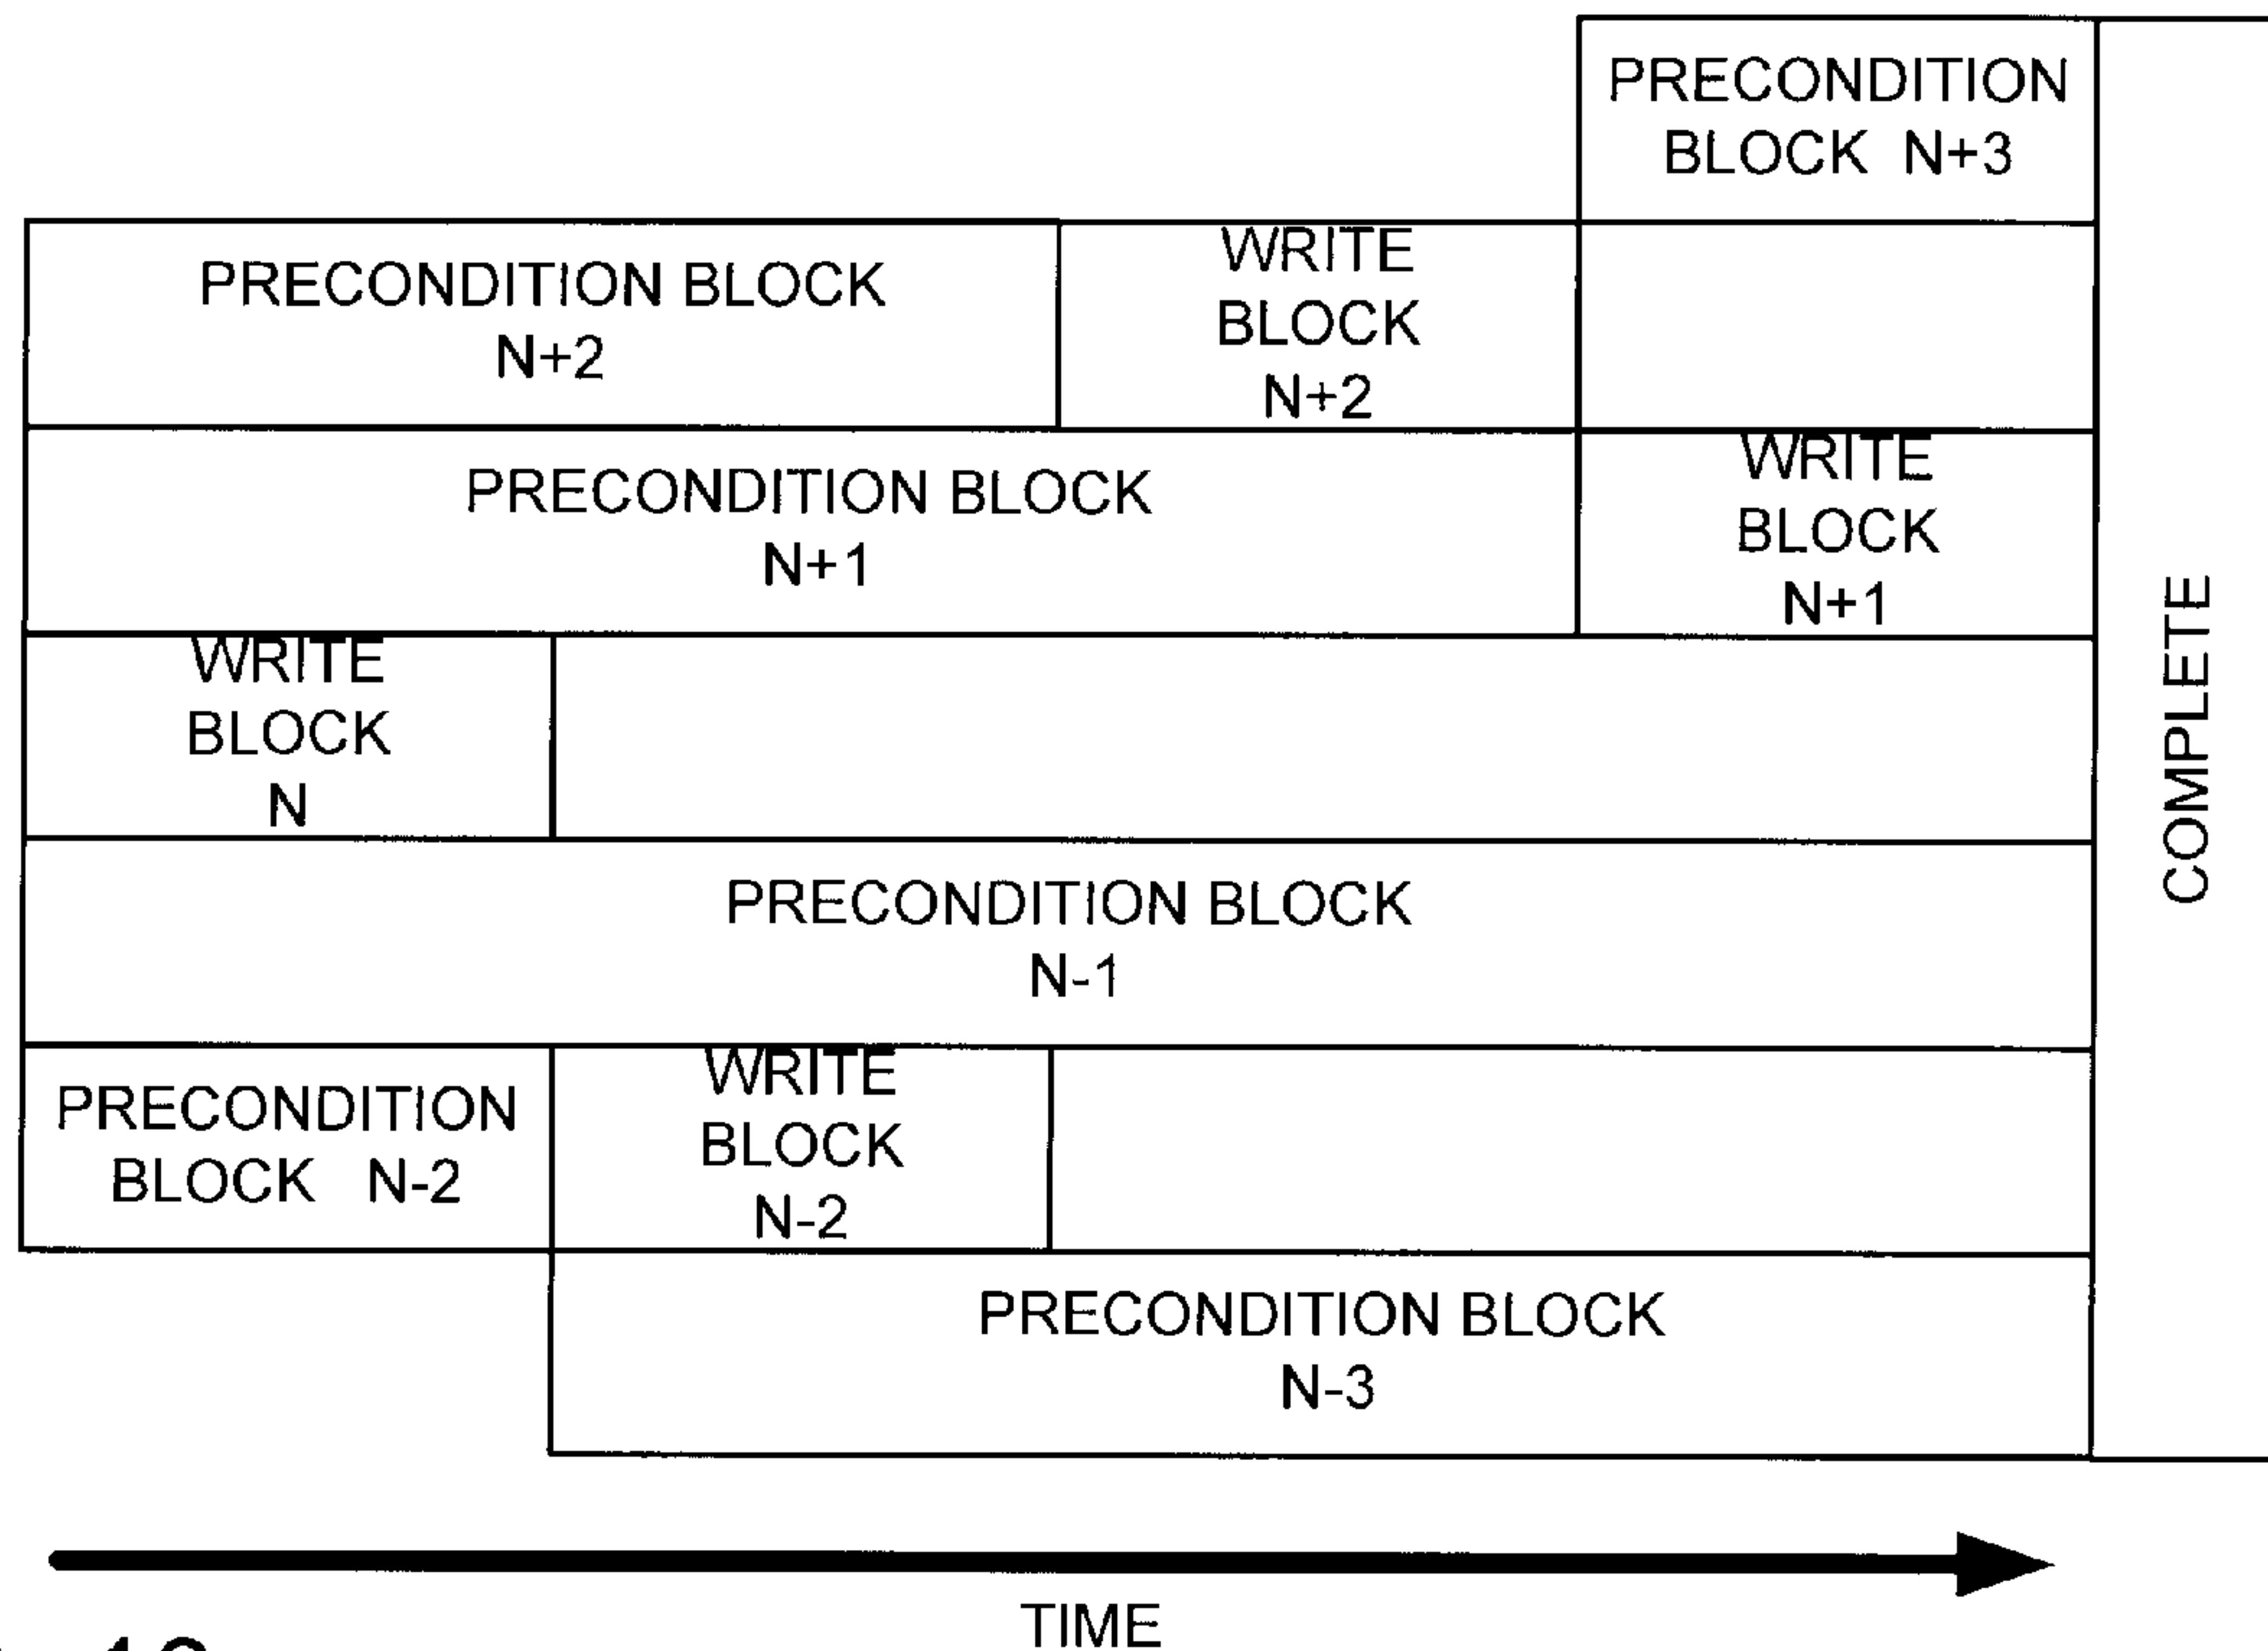 PRECONDITION
BLOCK N+3
PRECONDITION BLOCK
N+2
WRITE
BLOCK
N+2
PRECONDITION BLOCK
N+1
WRITE
BLOCK
N+1
WRITE
BLOCK
N
COMPLETE
PRECONDITION BLOCK
N-1
PRECONDITION
BLOCK N-2
WRITE
BLOCK
N-2
PRECONDITION BLOCK
N-3
TIME